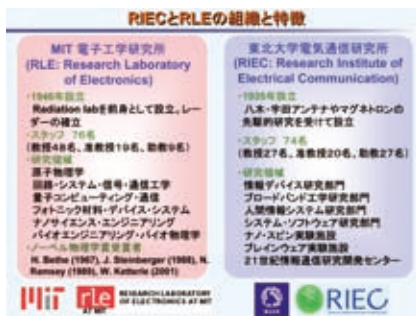 RIECとRLEの組織と特徴
MIT 電子工学研究所
(RLE: Research Laboratory
of Electronics)
・1946年設立
Radiation labを前身として設立。レー
ダーの確立
・スタッフ 76名
(教授48名、准教授19名、助教9名)
・研究領域
原子物理学
回路・システム・信号・通信工学
量子コンピューティング・通信
フォトニック材料・デバイス・システム
ナノサイエンス・エンジニアリング
バイオエンジニアリング・バイオ物理学
・ノーベル物理学賞受賞者
H. Bethe (1967), J. Steinberger (1988), N.
Ramsey (1989), W. Ketterle (2001)
MIT
rle
AT MIT
RESEARCH LABORATORY
OF ELECTRONICS AT MIT
東北大学電気通信研究所
(RIEC: Research Institute of
Electrical Communication)
・1935年設立
八木・宇田アンテナやマグネトロンの
先駆的研究を受けて設立
・スタッフ 74名
(教授27名、准教授20名、助教27名)
・研究領域
情報デバイス研究部門
ブロードバンド工学研究部門
人間情報システム研究部門
システム・ソフトウェア研究部門
ナノ・スピン実験施設
ブレインウェア実験施設
21世紀情報通信研究開発センター
RIEC